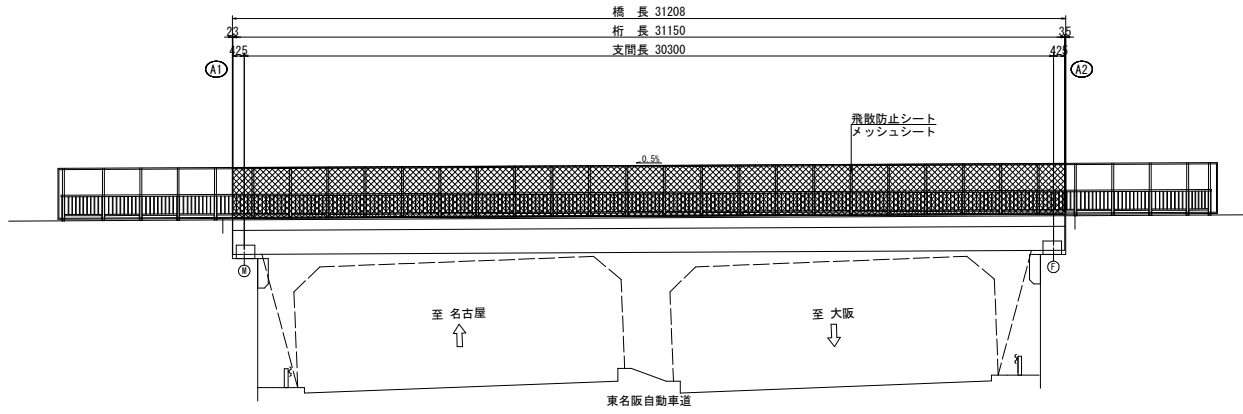 橋 長 31208
23
桁 長 31150
35
425
支間長 30300
425
A1
A2
飛散防止シート
メッシュシート
0.5%
M
F
至 名古屋
至 大阪
東名阪自動車道